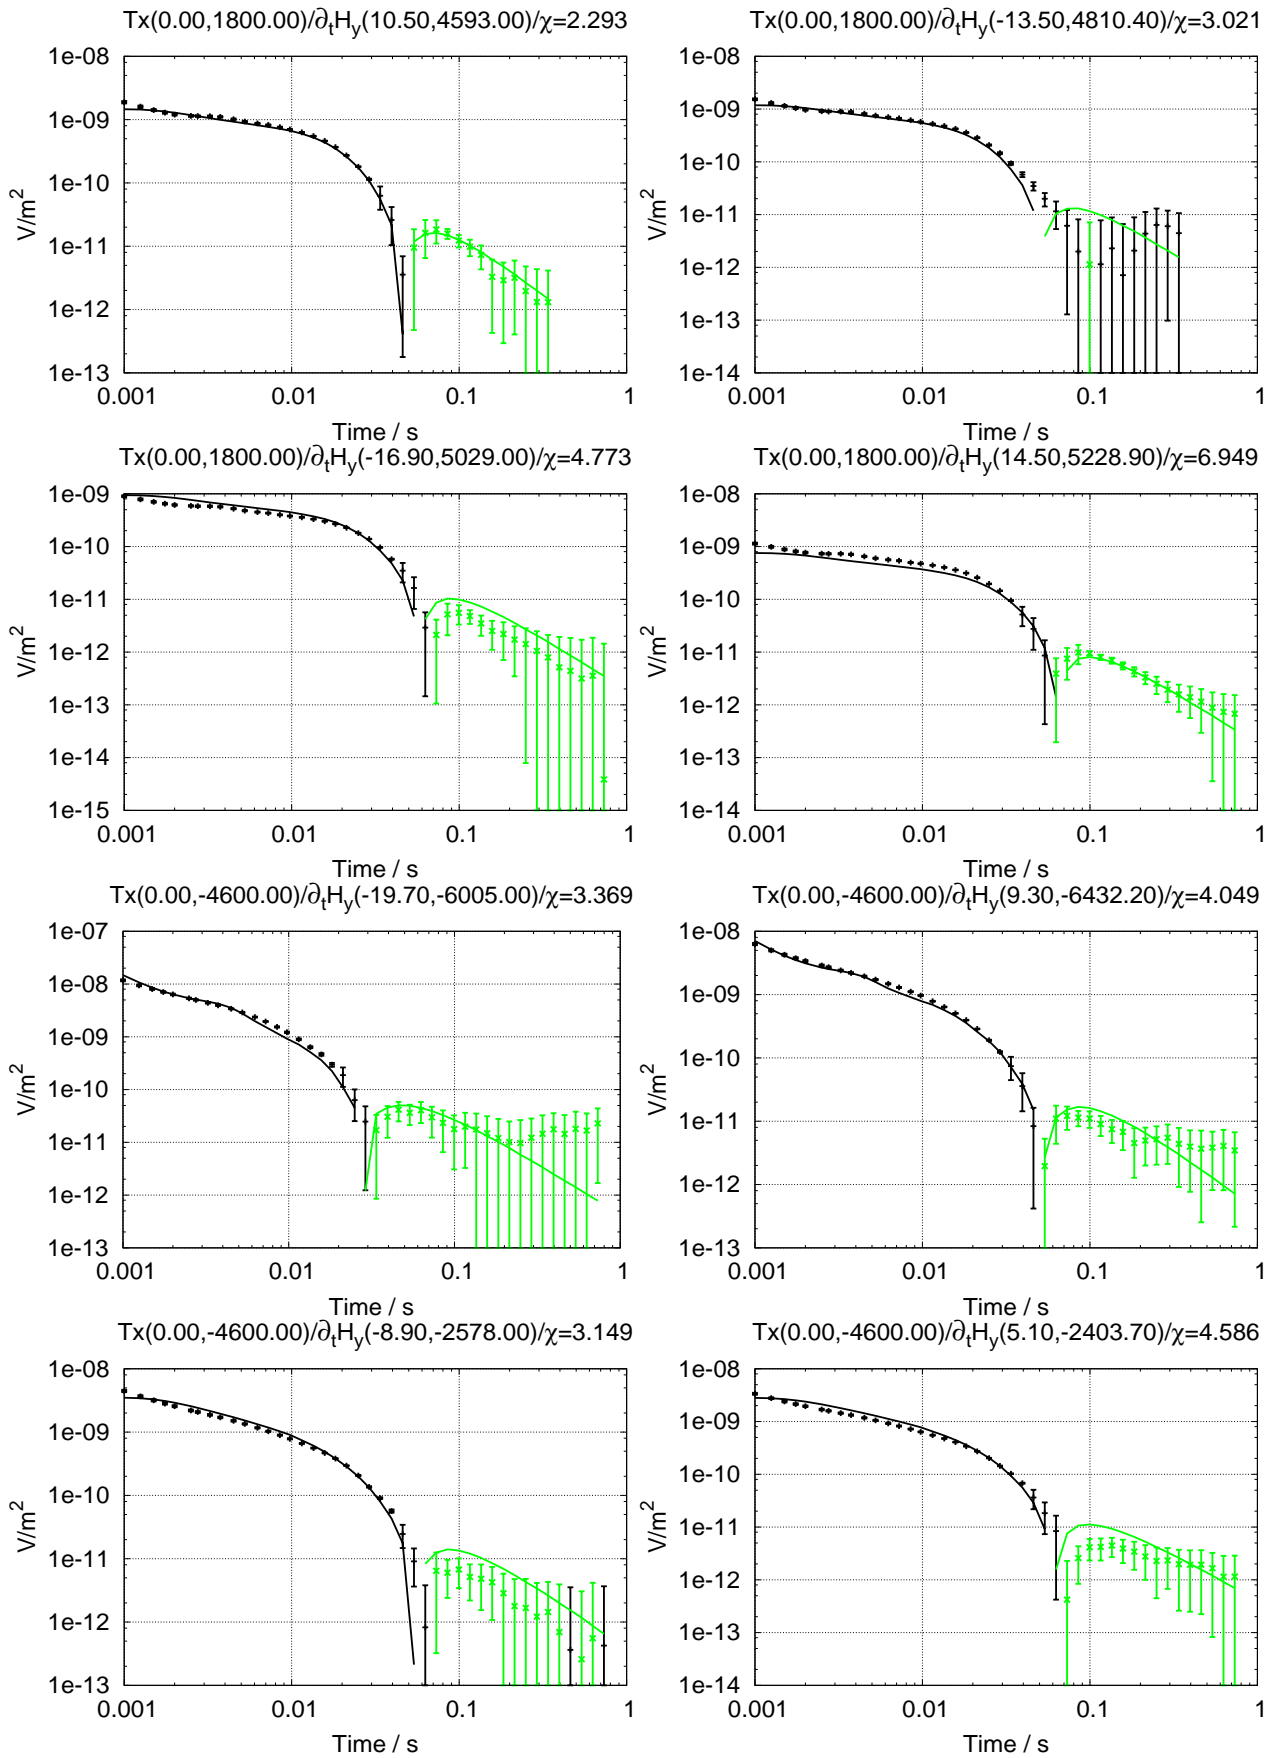 Tx(0.00,1800.00)/∂tHy(10.50,4593.00)/χ=2.293
1e-08
1e-09
1e-10
1e-11
1e-12
1e-13
V/m2
0.001 0.01 0.1 1
Time / s
Tx(0.00,1800.00)/∂tHy(-13.50,4810.40)/χ=3.021
1e-08
1e-09
1e-10
1e-11
1e-12
1e-13
1e-14
V/m2
0.001 0.01 0.1 1
Time / s
Tx(0.00,1800.00)/∂tHy(-16.90,5029.00)/χ=4.773
1e-09
1e-10
1e-11
1e-12
1e-13
1e-14
1e-15
V/m2
0.001 0.01 0.1 1
Time / s
Tx(0.00,1800.00)/∂tHy(14.50,5228.90)/χ=6.949
1e-08
1e-09
1e-10
1e-11
1e-12
1e-13
1e-14
V/m2
0.001 0.01 0.1 1
Time / s
Tx(0.00,-4600.00)/∂tHy(-19.70,-6005.00)/χ=3.369
1e-07
1e-08
1e-09
1e-10
1e-11
1e-12
1e-13
V/m2
0.001 0.01 0.1 1
Time / s
Tx(0.00,-4600.00)/∂tHy(9.30,-6432.20)/χ=4.049
1e-08
1e-09
1e-10
1e-11
1e-12
1e-13
V/m2
0.001 0.01 0.1 1
Time / s
Tx(0.00,-4600.00)/∂tHy(-8.90,-2578.00)/χ=3.149
1e-08
1e-09
1e-10
1e-11
1e-12
1e-13
V/m2
0.001 0.01 0.1 1
Time / s
Tx(0.00,-4600.00)/∂tHy(5.10,-2403.70)/χ=4.586
1e-08
1e-09
1e-10
1e-11
1e-12
1e-13
1e-14
V/m2
0.001 0.01 0.1 1
Time / s